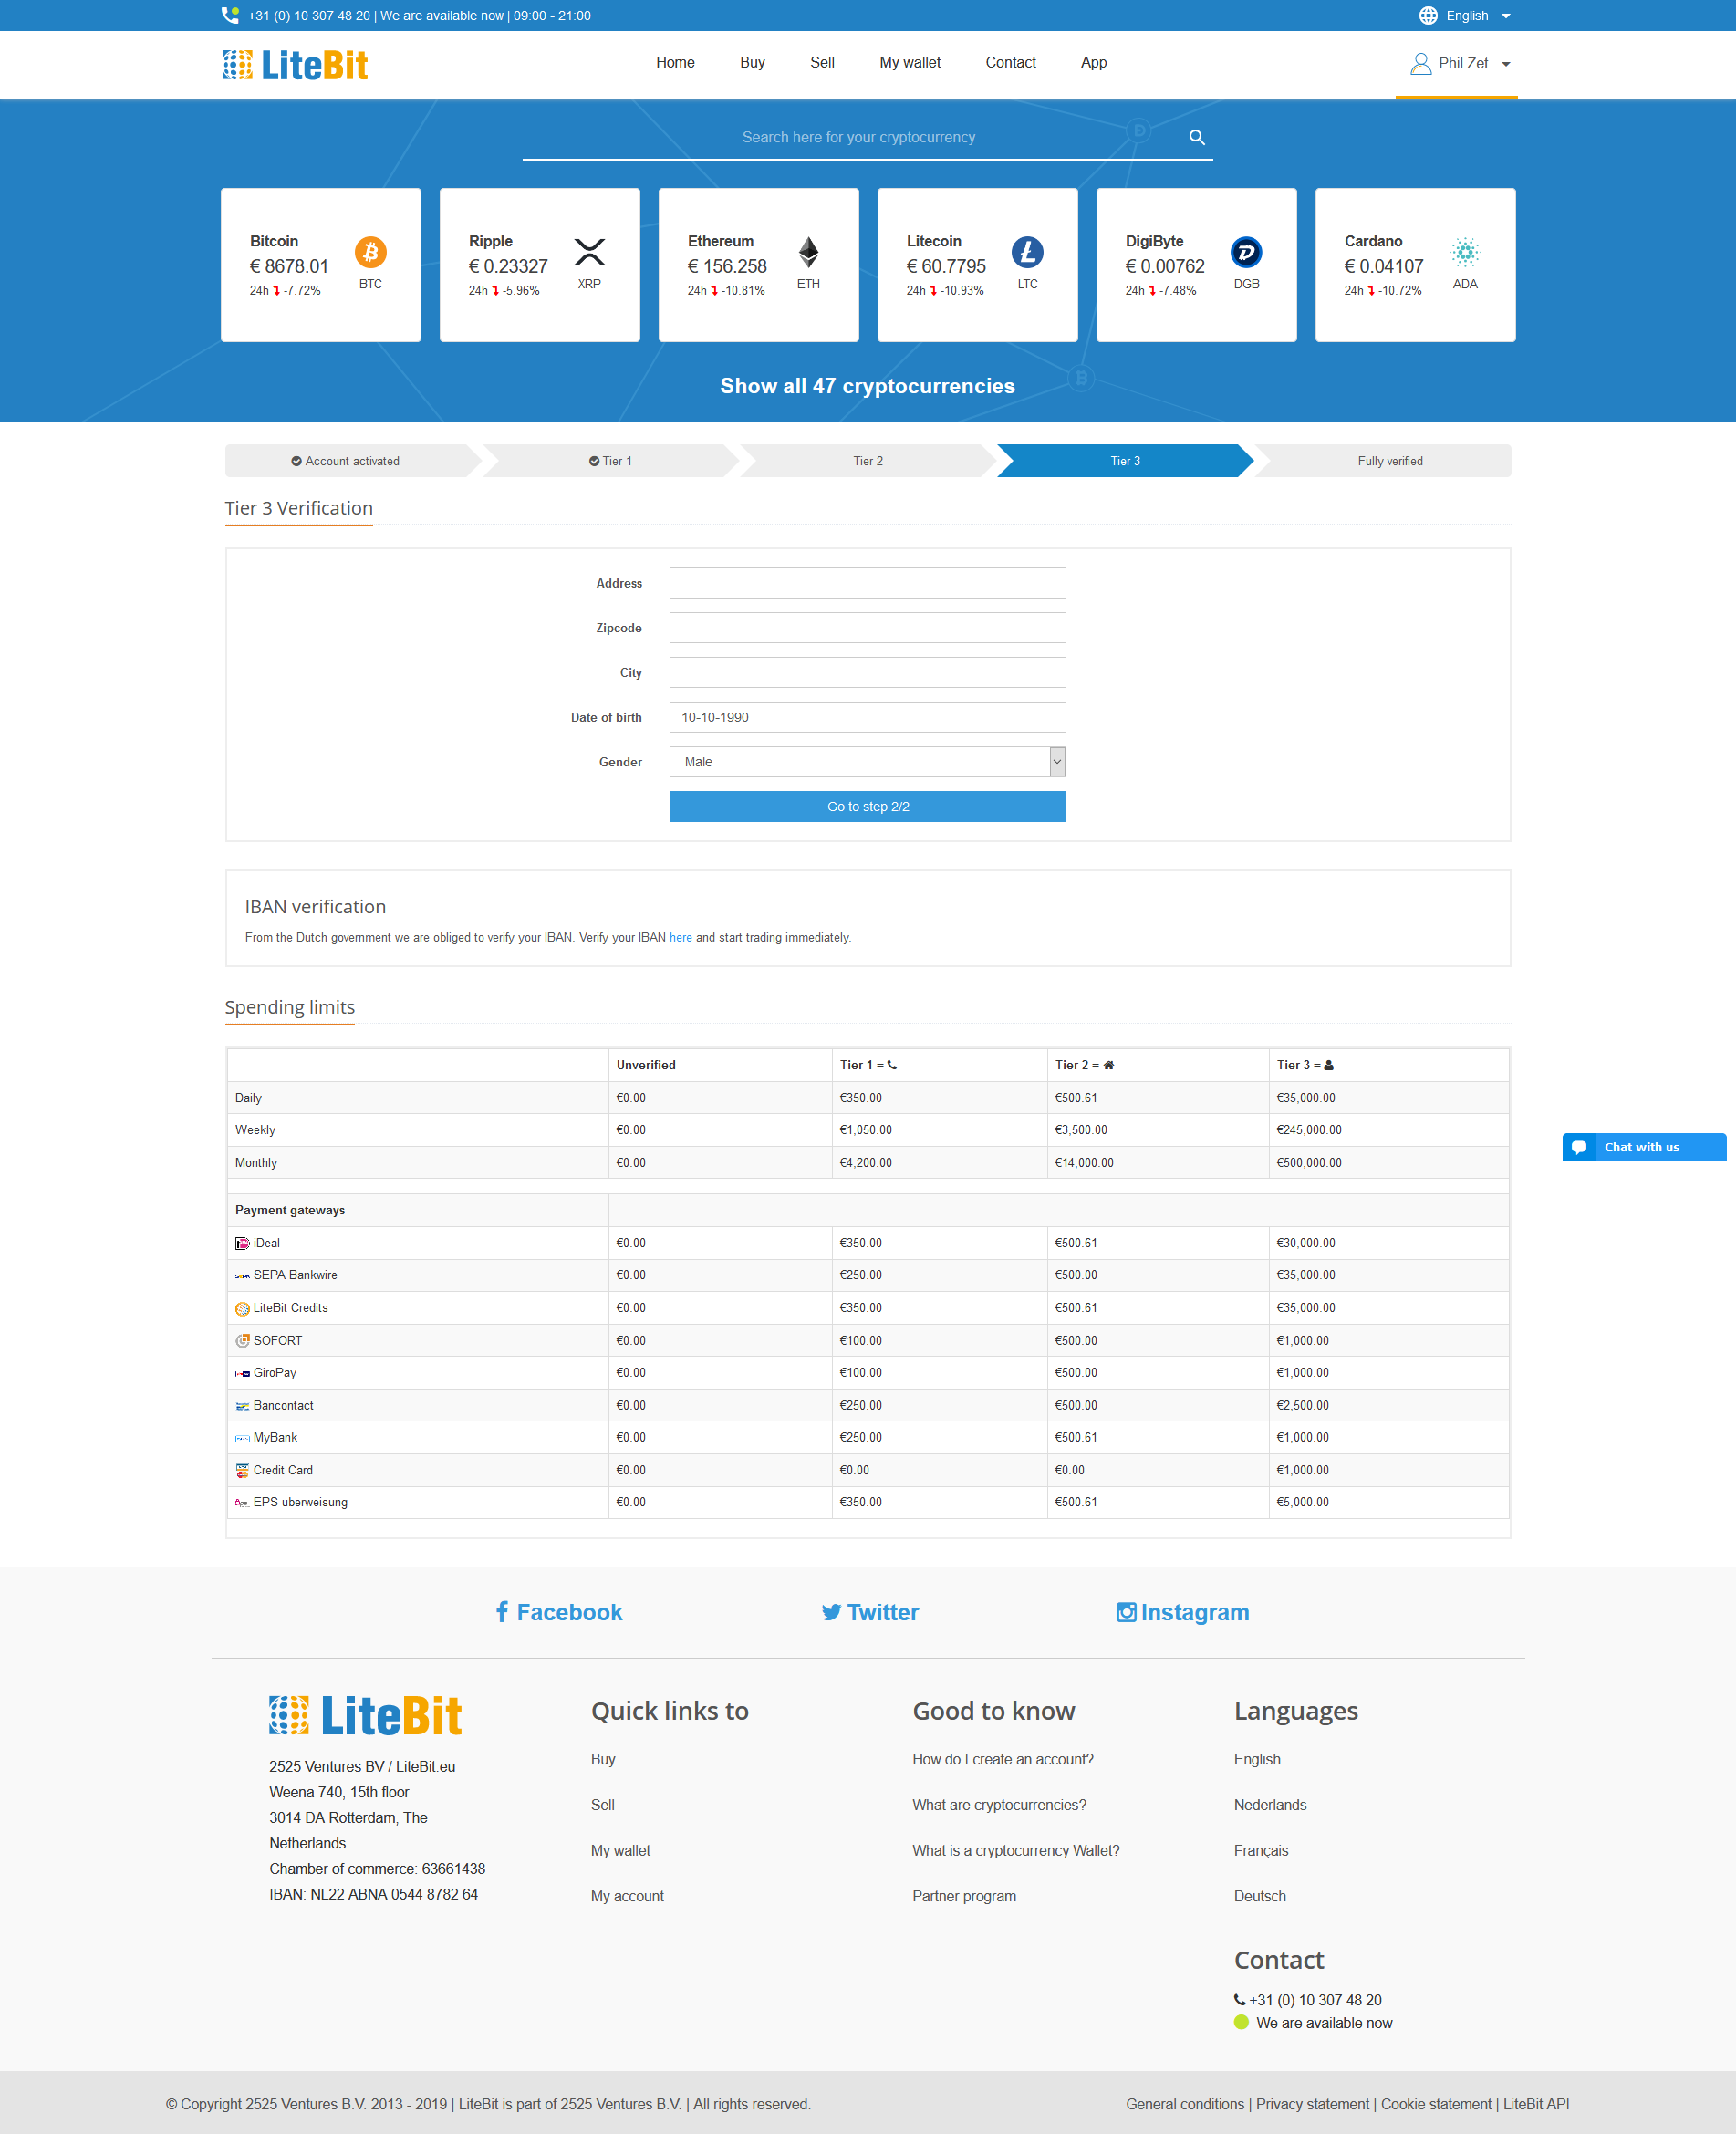 +31 (0) 10 307 48 20 | We are available now | 09:00 - 21:00
English
LiteBit
Home Buy Sell My wallet Contact App
Phil Zet
Search here for your cryptocurrency
Bitcoin
€ 8678.01
24h -7.72%
BTC
Ripple
€ 0.23327
24h -5.96%
XRP
Ethereum
€ 156.258
24h -10.81%
ETH
Litecoin
€ 60.7795
24h -10.93%
LTC
DigiByte
€ 0.00762
24h -7.48%
DGB
Cardano
€ 0.04107
24h -10.72%
ADA
Show all 47 cryptocurrencies
Account activated Tier 1 Tier 2 Tier 3 Fully verified
Tier 3 Verification
Address
Zipcode
City
Date of birth 10-10-1990
Gender Male
Go to step 2/2
IBAN verification
From the Dutch government we are obliged to verify your IBAN. Verify your IBAN here and start trading immediately.
Spending limits
Unverified Tier 1 = Tier 2 = Tier 3 =
Daily €0.00 €350.00 €500.61 €35,000.00
Weekly €0.00 €1,050.00 €3,500.00 €245,000.00
Monthly €0.00 €4,200.00 €14,000.00 €500,000.00
Chat with us
Payment gateways
iDeal €0.00 €350.00 €500.61 €30,000.00
SEPA Bankwire €0.00 €250.00 €500.00 €35,000.00
LiteBit Credits €0.00 €350.00 €500.61 €35,000.00
SOFORT €0.00 €100.00 €500.00 €1,000.00
GiroPay €0.00 €100.00 €500.00 €1,000.00
Bancontact €0.00 €250.00 €500.00 €2,500.00
MyBank €0.00 €250.00 €500.61 €1,000.00
Credit Card €0.00 €0.00 €0.00 €1,000.00
EPS uberweisung €0.00 €350.00 €500.61 €5,000.00
Facebook Twitter Instagram
LiteBit
2525 Ventures BV / LiteBit.eu
Weena 740, 15th floor
3014 DA Rotterdam, The
Netherlands
Chamber of commerce: 63661438
IBAN: NL22 ABNA 0544 8782 64
Quick links to
Buy
Sell
My wallet
My account
Good to know
How do I create an account?
What are cryptocurrencies?
What is a cryptocurrency Wallet?
Partner program
Languages
English
Nederlands
Français
Deutsch
Contact
+31 (0) 10 307 48 20
We are available now
© Copyright 2525 Ventures B.V. 2013 - 2019 | LiteBit is part of 2525 Ventures B.V. | All rights reserved.
General conditions | Privacy statement | Cookie statement | LiteBit API